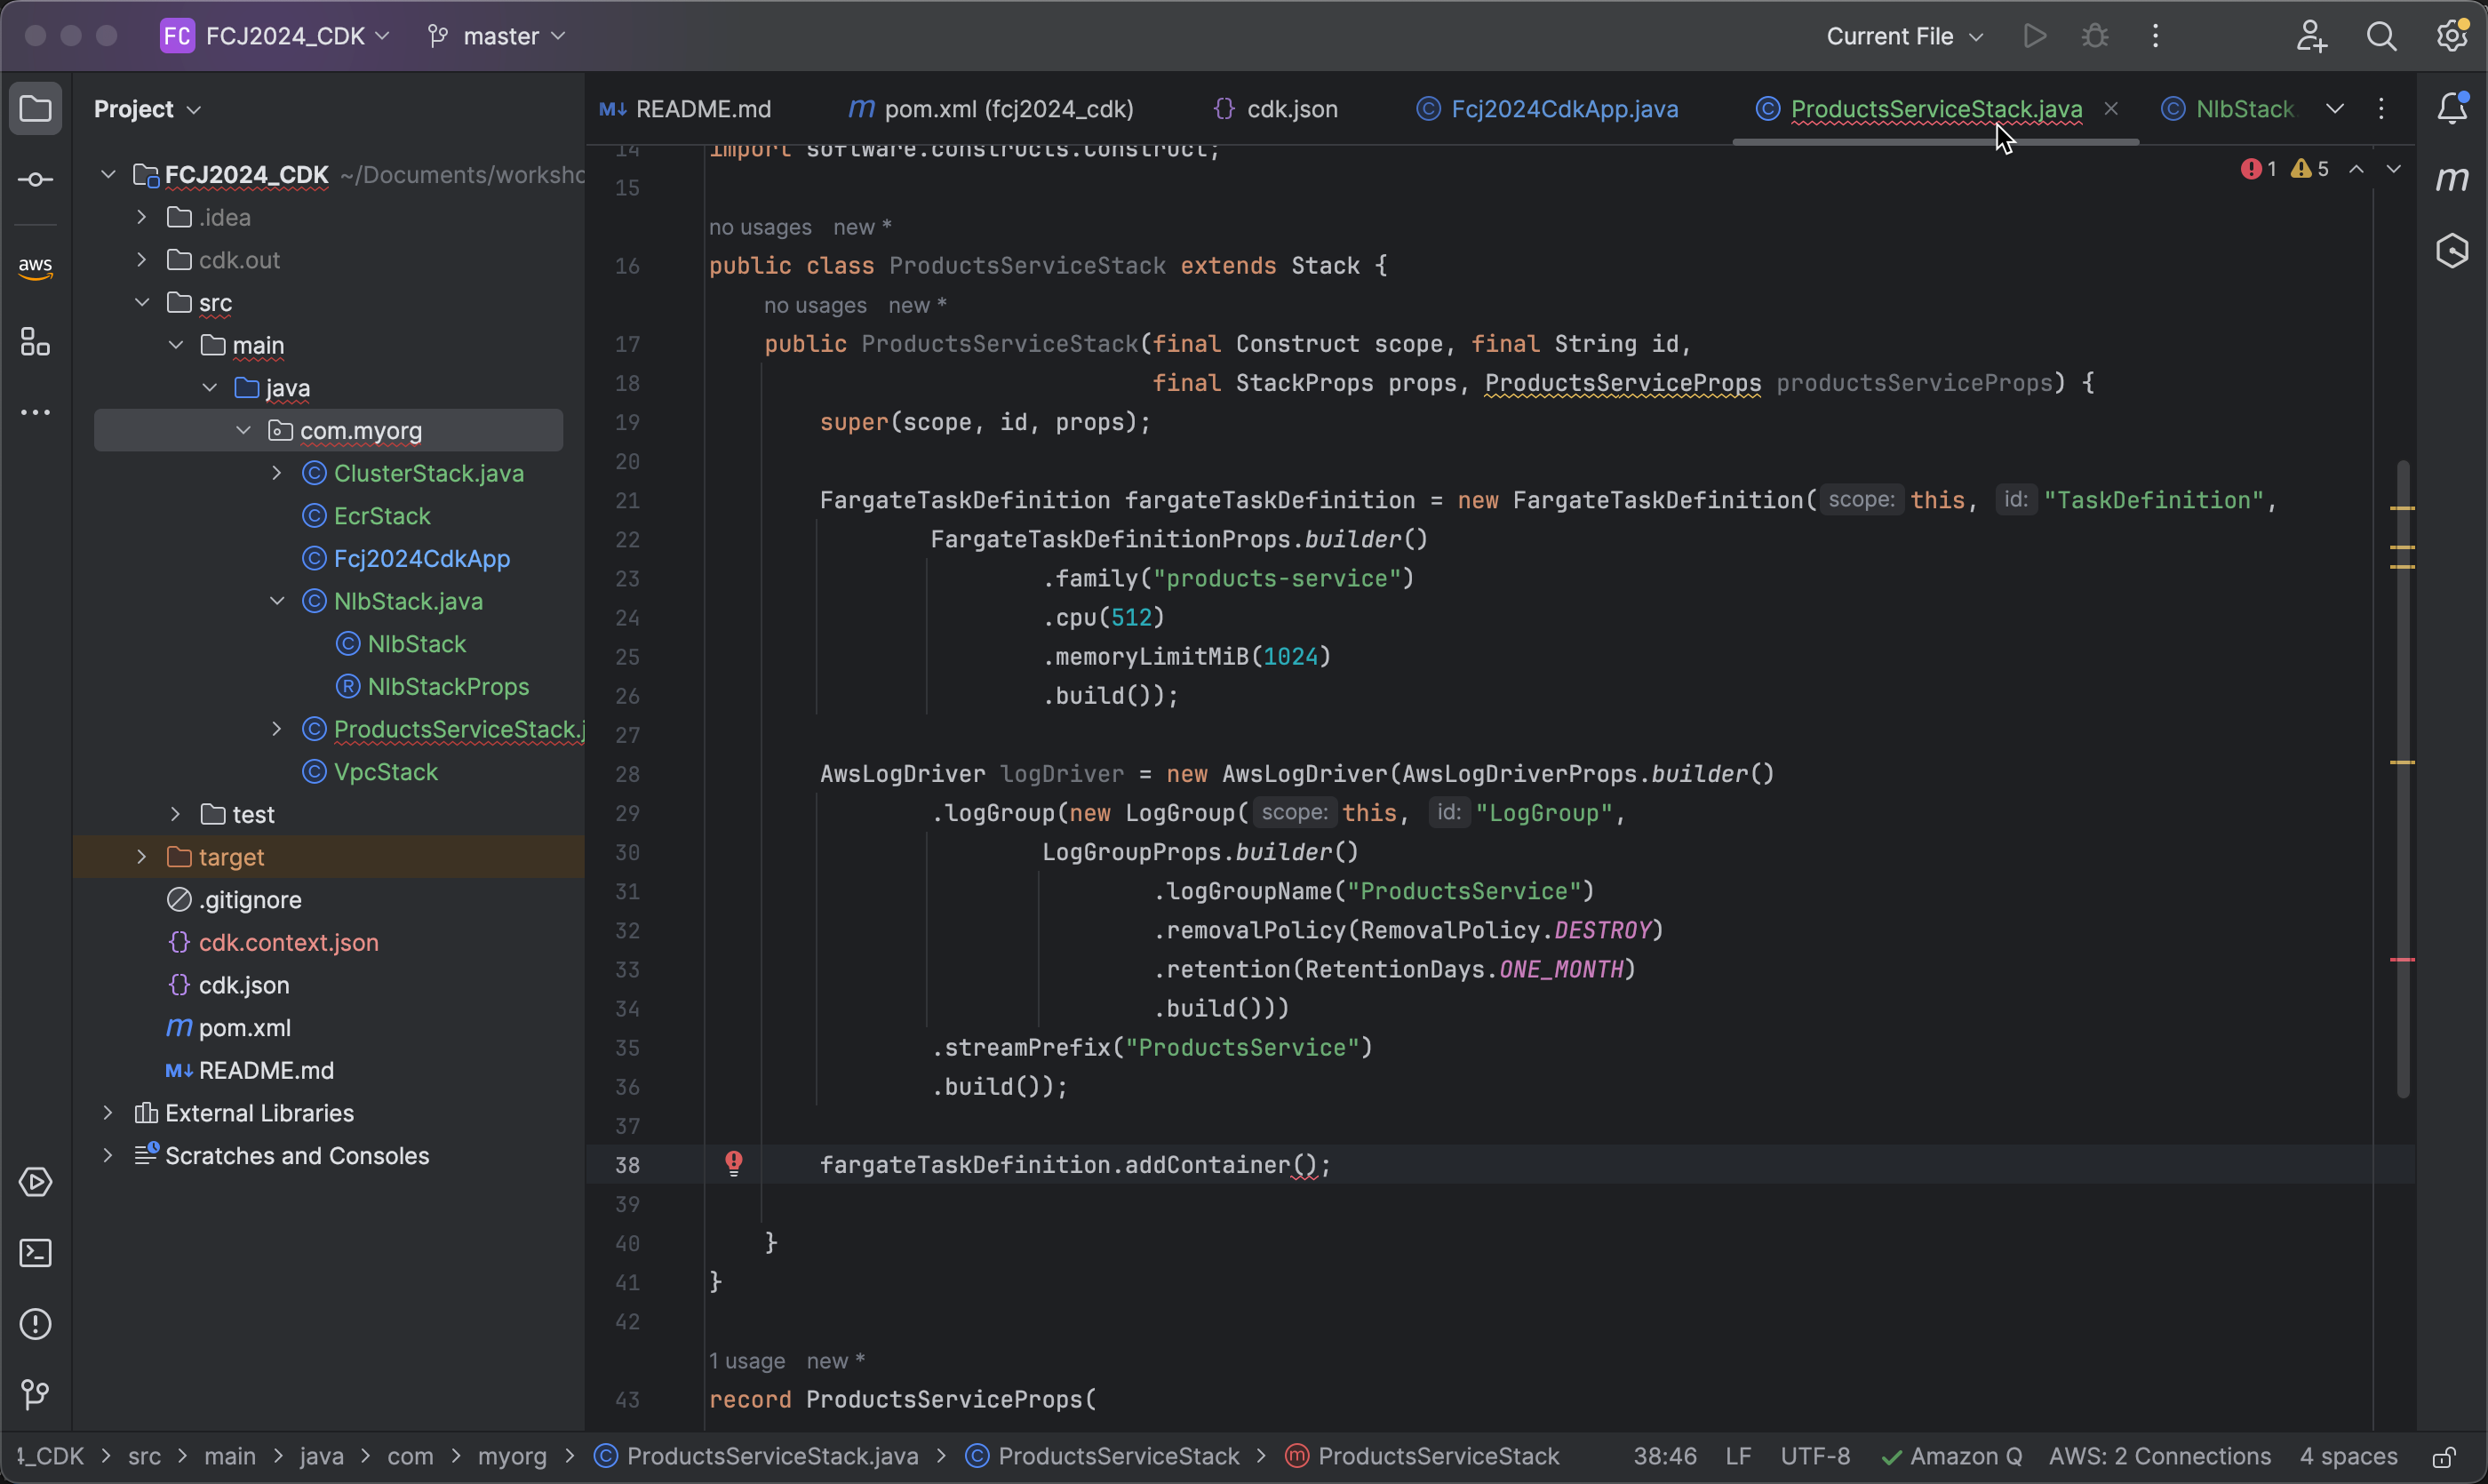 FC FCJ2024_CDK master Current File
Project
README.md pom.xml (fcj2024_cdk) cdk.json Fcj2024CdkApp.java ProductsServiceStack.java NlbStack
FCJ2024_CDK ~/Documents/worksho
.idea
cdk.out
src
main
java
com.myorg
ClusterStack.java
EcrStack
Fcj2024CdkApp
NlbStack.java
NlbStack
NlbStackProps
ProductsServiceStack.j
VpcStack
test
target
.gitignore
cdk.context.json
cdk.json
pom.xml
README.md
External Libraries
Scratches and Consoles
aws
1 5
14 import software.constructs.Construct;
15
no usages new *
16 public class ProductsServiceStack extends Stack {
no usages new *
17 public ProductsServiceStack(final Construct scope, final String id,
18 final StackProps props, ProductsServiceProps productsServiceProps) {
19 super(scope, id, props);
20
21 FargateTaskDefinition fargateTaskDefinition = new FargateTaskDefinition( scope: this, id: "TaskDefinition",
22 FargateTaskDefinitionProps.builder()
23 .family("products-service")
24 .cpu(512)
25 .memoryLimitMiB(1024)
26 .build());
27
28 AwsLogDriver logDriver = new AwsLogDriver(AwsLogDriverProps.builder()
29 .logGroup(new LogGroup( scope: this, id: "LogGroup",
30 LogGroupProps.builder()
31 .logGroupName("ProductsService")
32 .removalPolicy(RemovalPolicy.DESTROY)
33 .retention(RetentionDays.ONE_MONTH)
34 .build()))
35 .streamPrefix("ProductsService")
36 .build());
37
38 fargateTaskDefinition.addContainer();
39
40 }
41 }
42
1 usage new *
43 record ProductsServiceProps(
4_CDK > src > main > java > com > myorg > ProductsServiceStack.java > ProductsServiceStack > ProductsServiceStack 38:46 LF UTF-8 Amazon Q AWS: 2 Connections 4 spaces